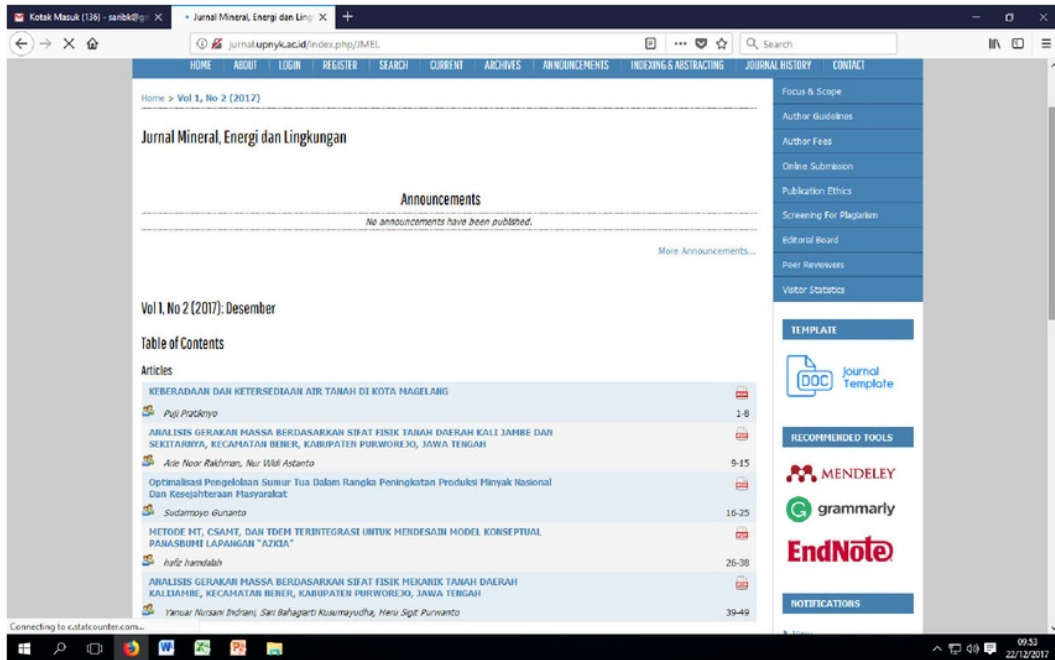 Kotak Masuk (136) - saribk@gm
Jurnal Mineral, Energi dan Ling
jurnal.upnyk.ac.id/index.php/JMEL
Search
HOME ABOUT LOGIN REGISTER SEARCH CURRENT ARCHIVES ANNOUNCEMENTS INDEXING & ABSTRACTING JOURNAL HISTORY CONTACT
Home > Vol 1, No 2 (2017)
Jurnal Mineral, Energi dan Lingkungan
Announcements
No announcements have been published.
More Announcements...
Vol 1, No 2 (2017): Desember
Table of Contents
Articles
KEBERADAAN DAN KETERSEDIAAN AIR TANAH DI KOTA MAGELANG
PDF
Puji Pratiknyo
1-8
ANALISIS GERAKAN MASSA BERDASARKAN SIFAT FISIK TANAH DAERAH KALI JAMBE DAN
SEKITARNYA, KECAMATAN BENER, KABUPATEN PURWOREJO, JAWA TENGAH
PDF
Arie Noor Rakhman, Nur Widi Astanto
9-15
Optimalisasi Pengelolaan Sumur Tua Dalam Rangka Peningkatan Produksi Minyak Nasional
Dan Kesejahteraan Masyarakat
PDF
Sudarmoyo Gunanto
16-25
METODE MT, CSAMT, DAN TDEM TERINTEGRASI UNTUK MENDESAIN MODEL KONSEPTUAL
PANASBUMI LAPANGAN "AZKIA"
PDF
hafiz hamdalah
26-38
ANALISIS GERAKAN MASSA BERDASARKAN SIFAT FISIK MEKANIK TANAH DAERAH
KALIJAMBE, KECAMATAN BENER, KABUPATEN PURWOREJO, JAWA TENGAH
PDF
Yanuar Nursani Indriani, Sari Bahagiarti Kusumayudha, Heru Sigit Purwanto
39-49
Focus & Scope
Author Guidelines
Author Fees
Online Submission
Publication Ethics
Screening For Plagiarism
Editorial Board
Peer Reviewers
Visitor Statistics
TEMPLATE
DOC
Journal
Template
RECOMMENDED TOOLS
MENDELEY
grammarly
EndNote
NOTIFICATIONS
Connecting to c.statcounter.com...
09.53
22/12/2017